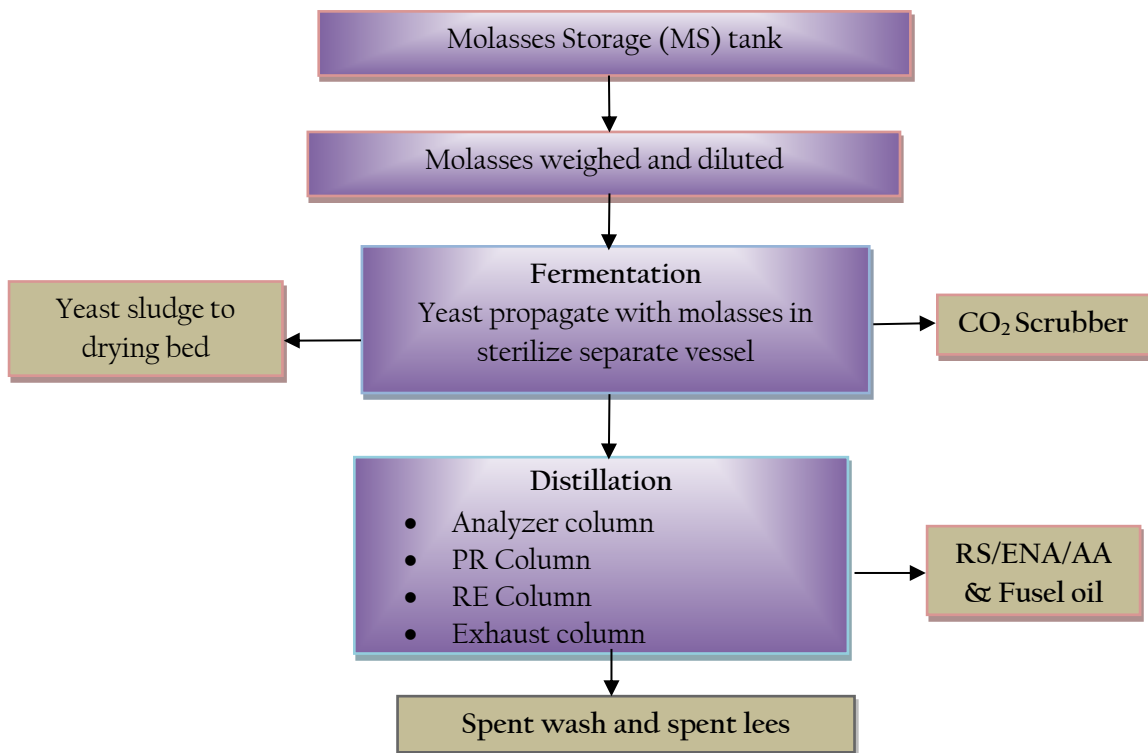 Molasses Storage (MS) tank
Molasses weighed and diluted
Fermentation
Yeast propagate with molasses in
sterilize separate vessel
Yeast sludge to
drying bed
CO₂ Scrubber
Distillation
• Analyzer column
• PR Column
• RE Column
• Exhaust column
RS/ENA/AA
& Fusel oil
Spent wash and spent lees